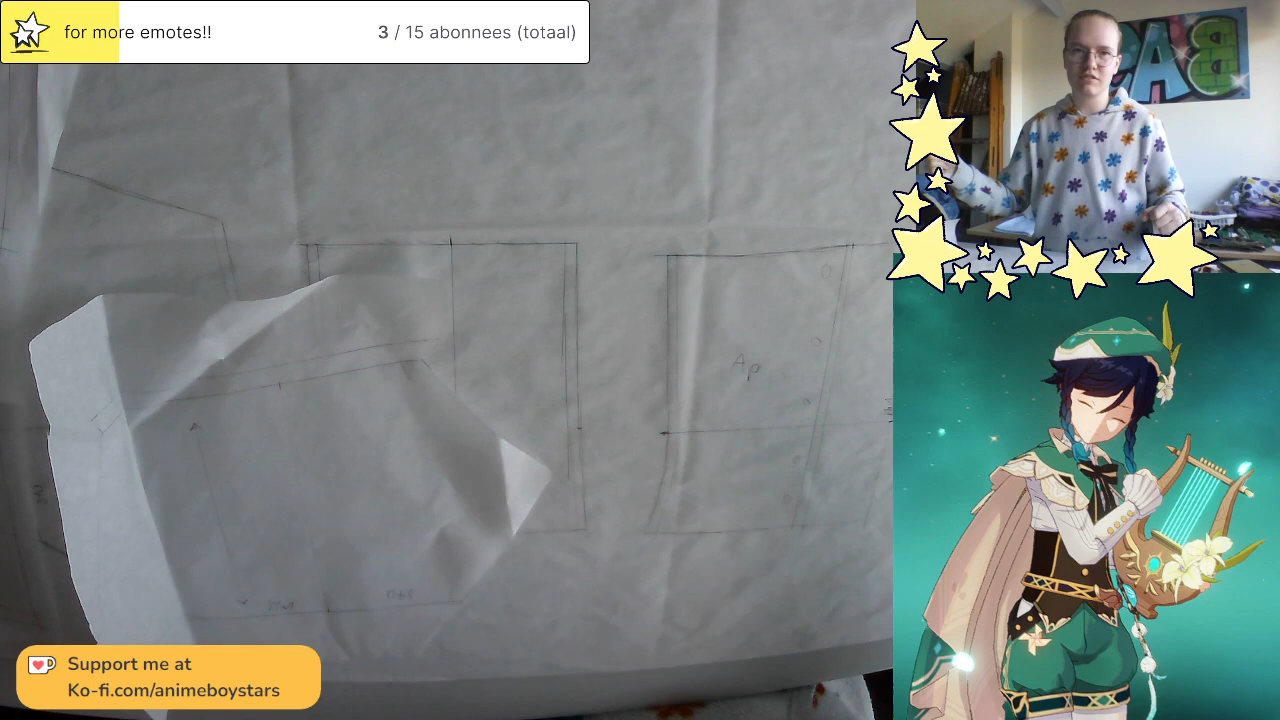 for more emotes!!
3 / 15 abonnees (totaal)
Ap
Support me at
Ko-fi.com/animeboystars